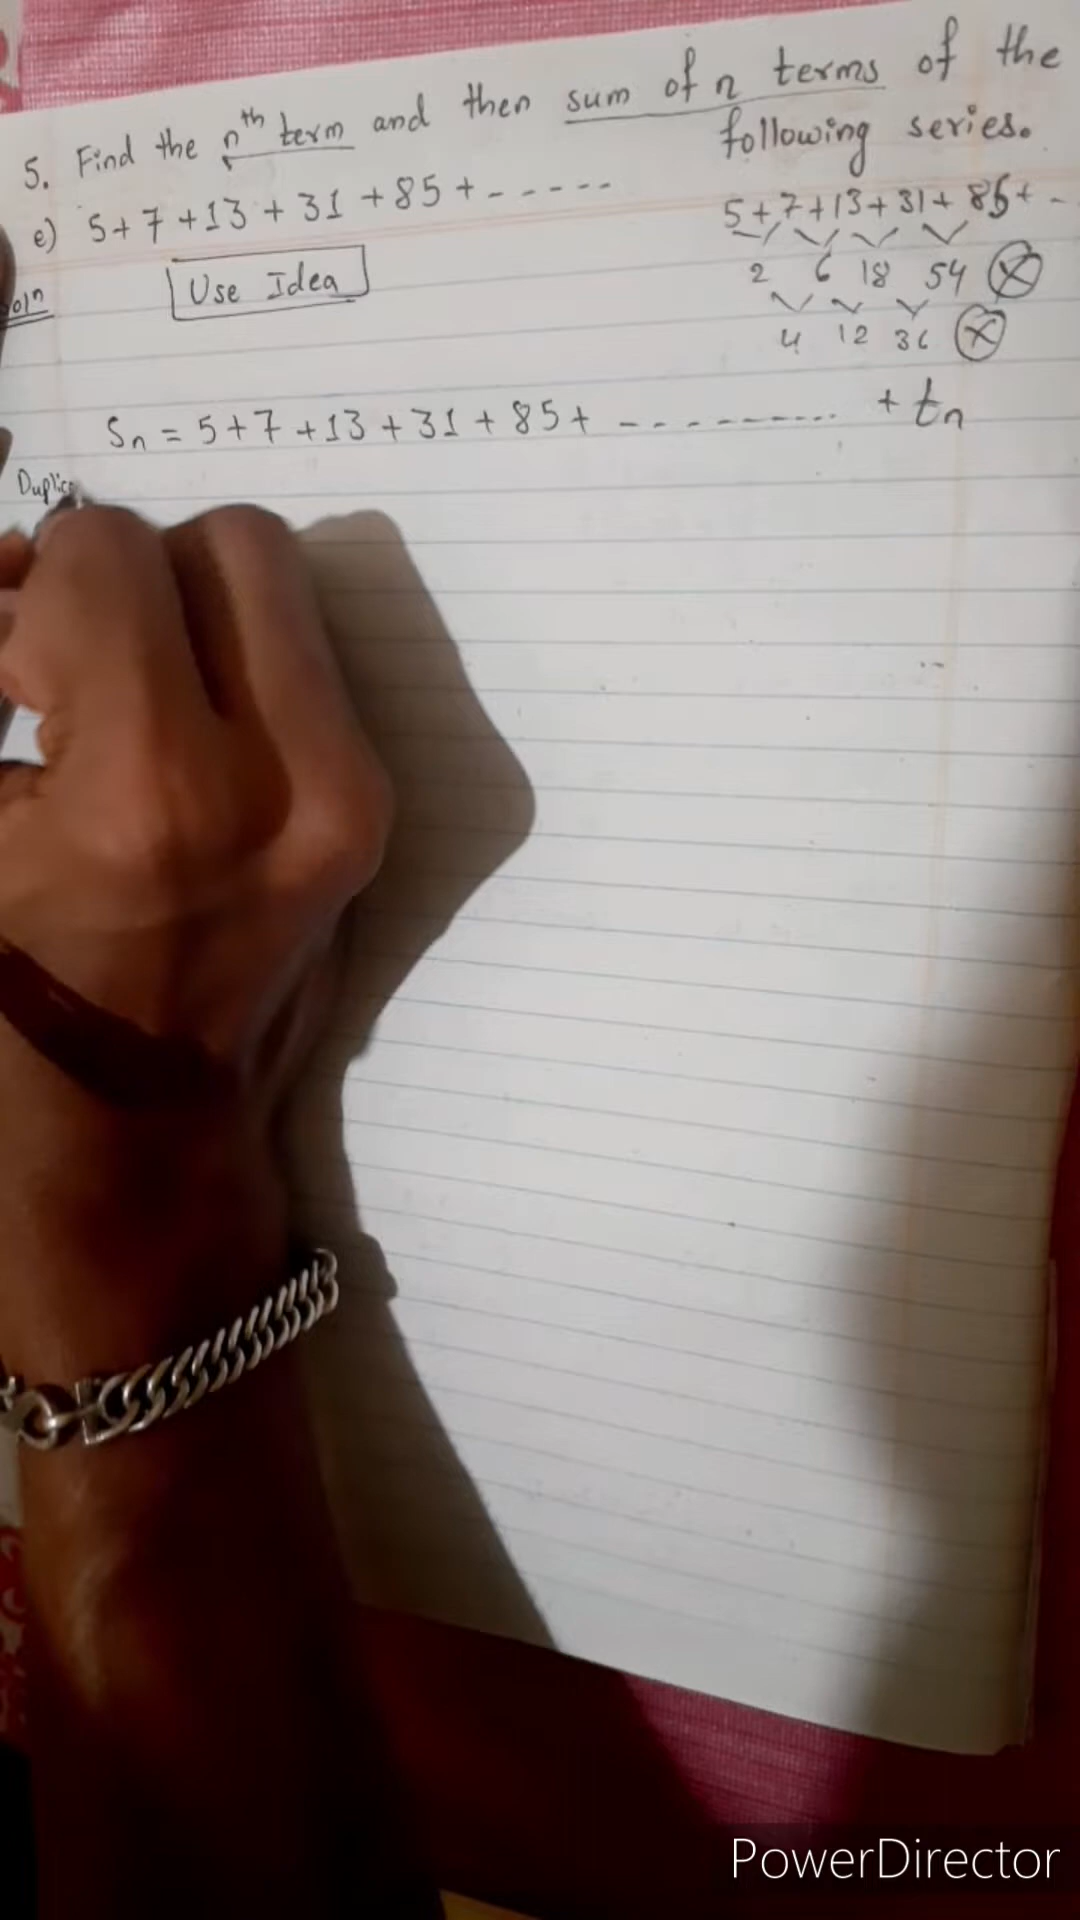 5. Find the nth term and then sum of n terms of the
following series.
e) 5+7+13+31+85+------
5+7+13+31+85+--
soln
Use Idea
2 6 18 54 ×
4 12 36 ×
Sn = 5+7+13+31+85+ --------- + tn
Duplic
PowerDirector